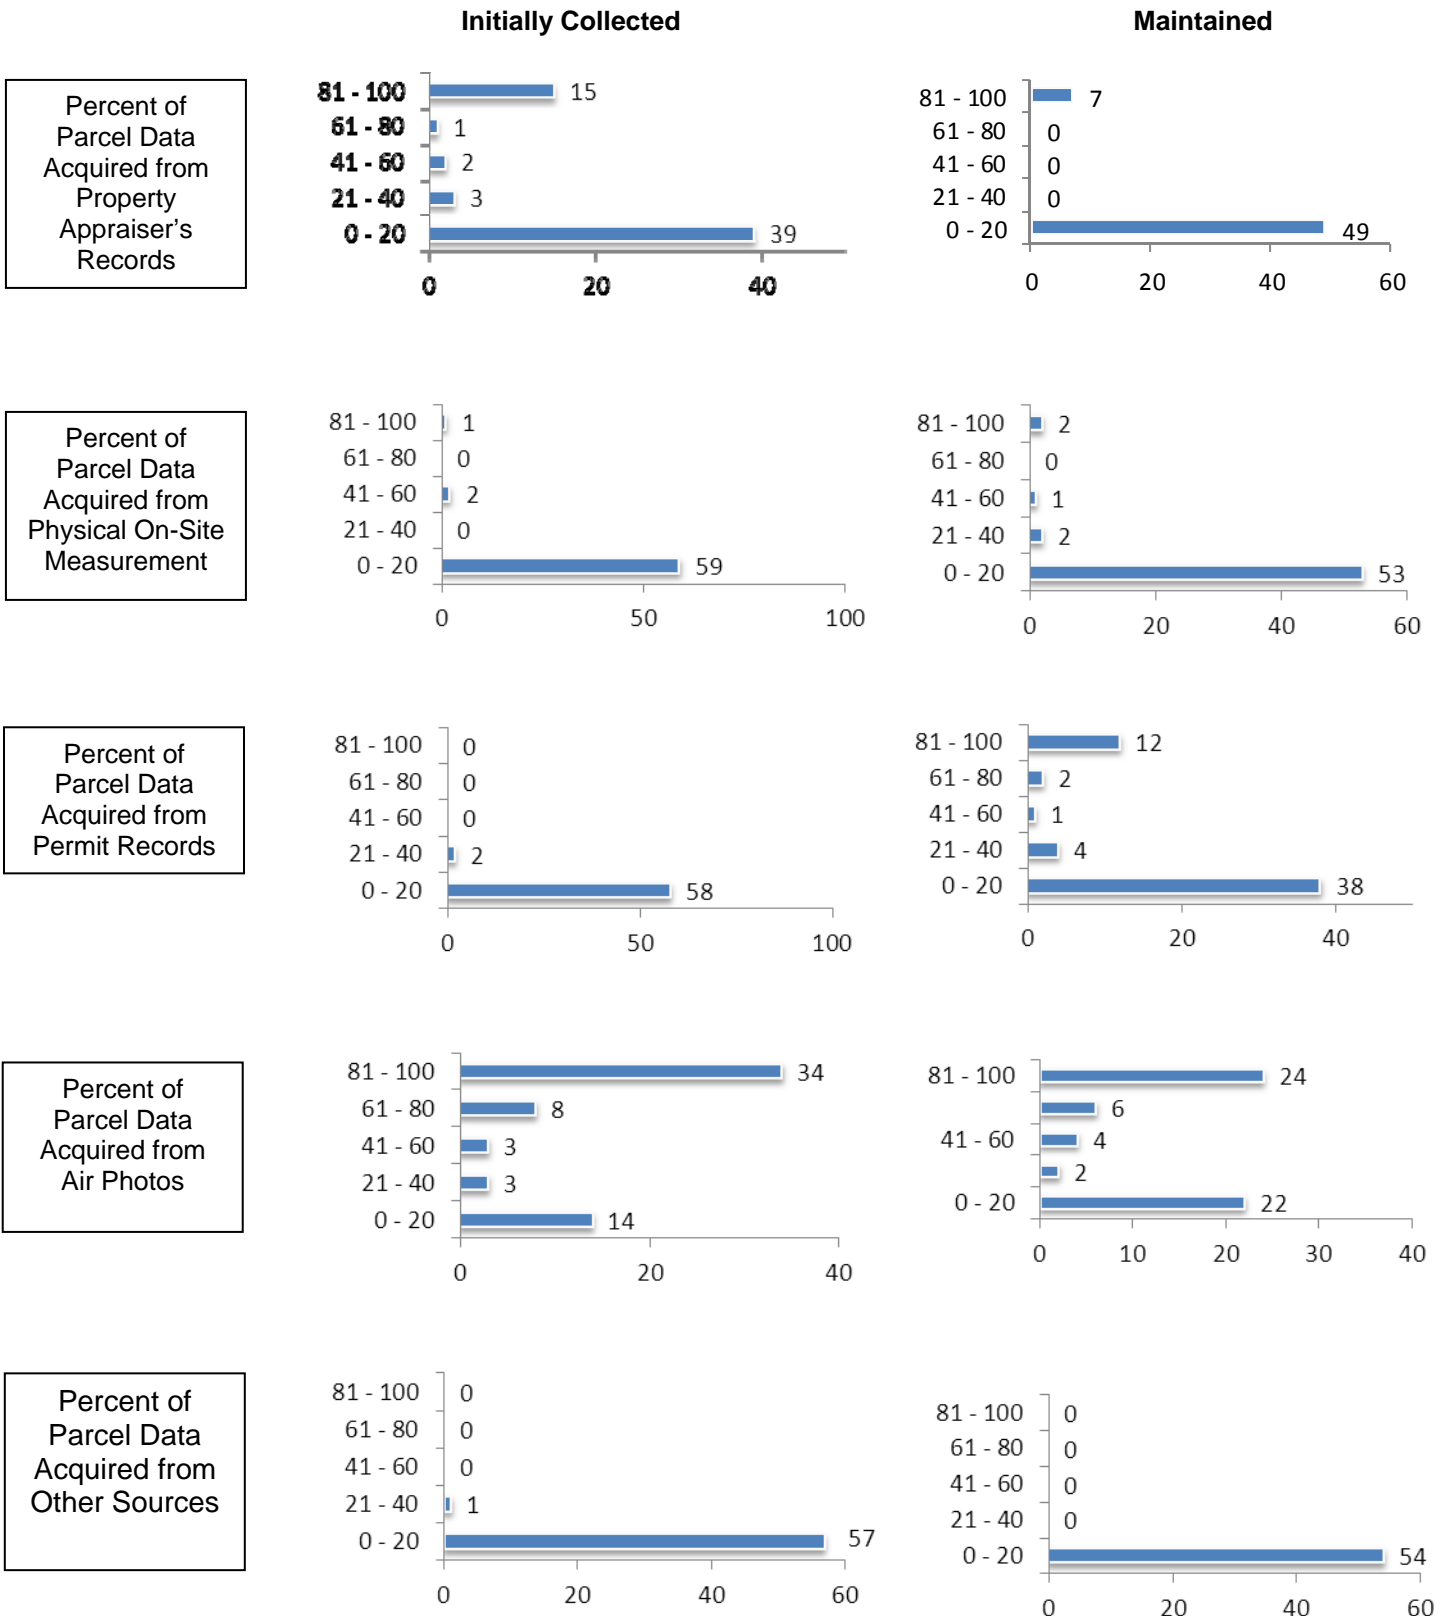 Initially Collected
Maintained
Percent of
Parcel Data
Acquired from
Property
Appraiser's
Records
81 - 100 15
61 - 80 1
41 - 60 2
21 - 40 3
0 - 20 39
0 20 40
81 - 100 7
61 - 80 0
41 - 60 0
21 - 40 0
0 - 20 49
0 20 40 60
Percent of
Parcel Data
Acquired from
Physical On-Site
Measurement
81 - 100 1
61 - 80 0
41 - 60 2
21 - 40 0
0 - 20 59
0 50 100
81 - 100 2
61 - 80 0
41 - 60 1
21 - 40 2
0 - 20 53
0 20 40 60
Percent of
Parcel Data
Acquired from
Permit Records
81 - 100 0
61 - 80 0
41 - 60 0
21 - 40 2
0 - 20 58
0 50 100
81 - 100 12
61 - 80 2
41 - 60 1
21 - 40 4
0 - 20 38
0 20 40
Percent of
Parcel Data
Acquired from
Air Photos
81 - 100 34
61 - 80 8
41 - 60 3
21 - 40 3
0 - 20 14
0 20 40
81 - 100 24
6
41 - 60 4
2
0 - 20 22
0 10 20 30 40
Percent of
Parcel Data
Acquired from
Other Sources
81 - 100 0
61 - 80 0
41 - 60 0
21 - 40 1
0 - 20 57
0 20 40 60
81 - 100 0
61 - 80 0
41 - 60 0
21 - 40 0
0 - 20 54
0 20 40 60